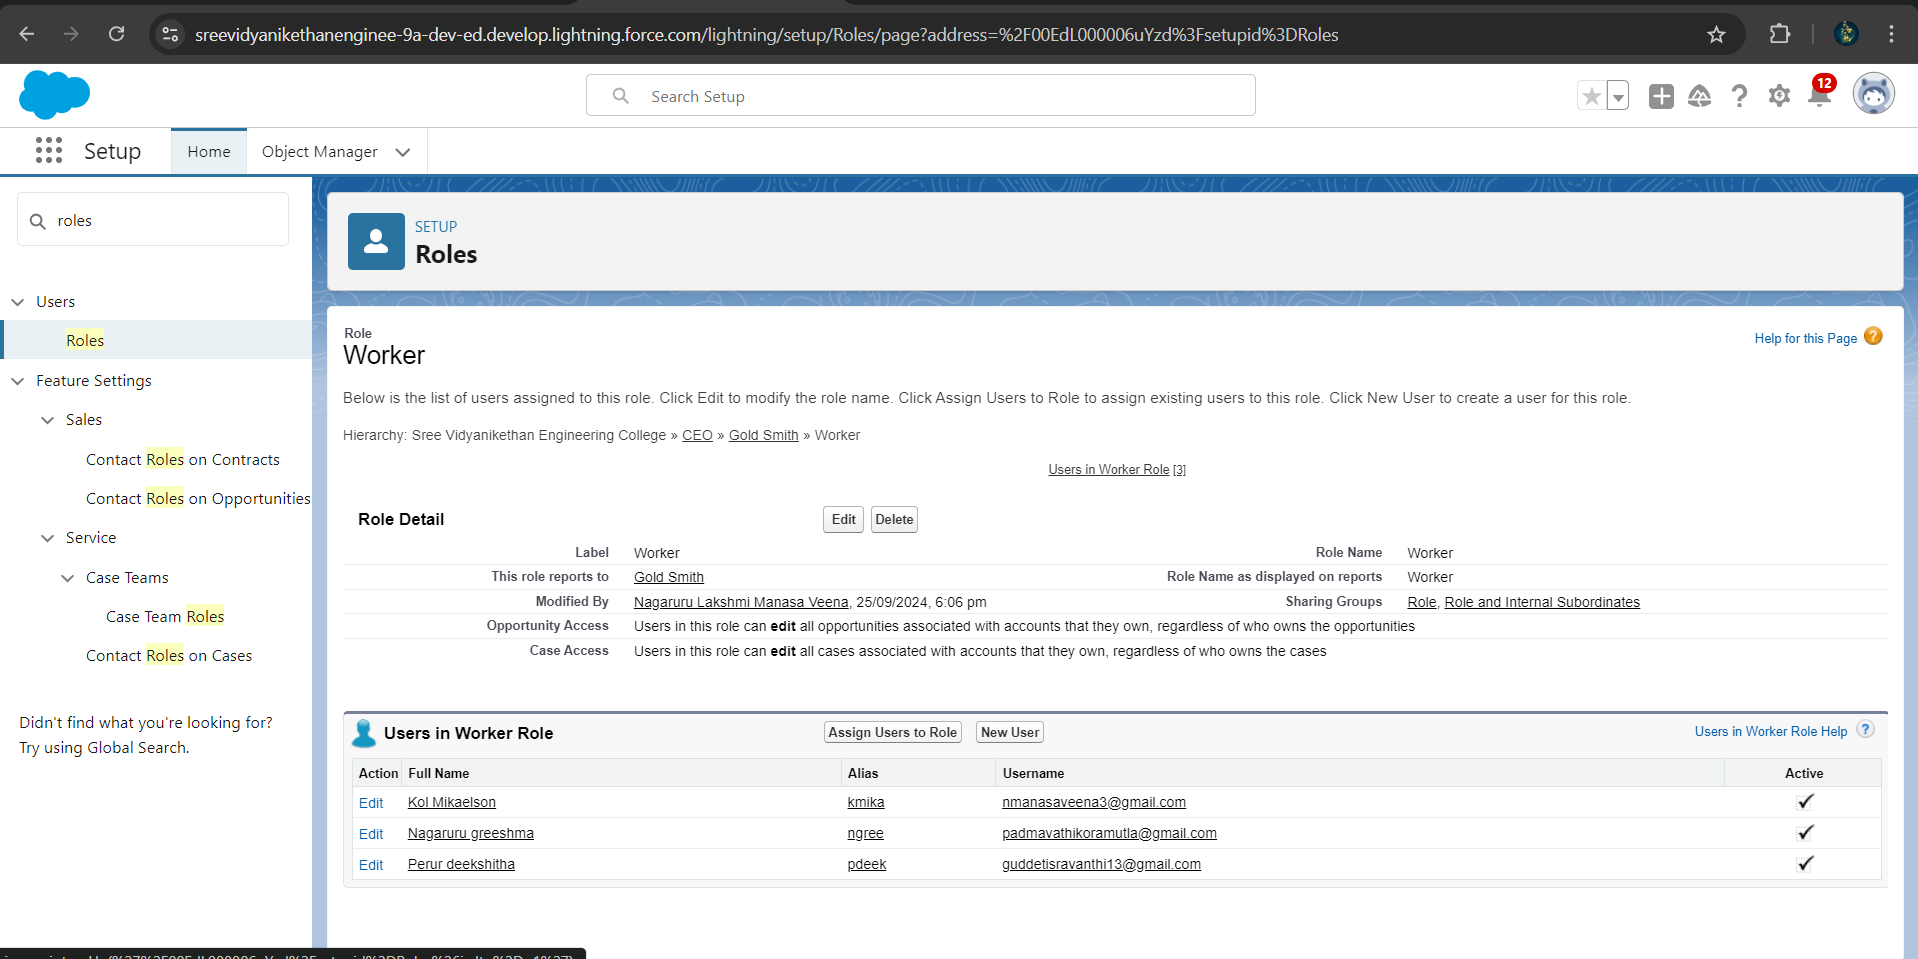 sreevidyanikethanenginee-9a-dev-ed.develop.lightning.force.com/lightning/setup/Roles/page?address=%2F00EdL000006uYzd%3Fsetupid%3DRoles
Search Setup
12
Setup
Home
Object Manager
roles
Users
Roles
Feature Settings
Sales
Contact Roles on Contracts
Contact Roles on Opportunities
Service
Case Teams
Case Team Roles
Contact Roles on Cases
Didn't find what you're looking for?
Try using Global Search.
SETUP
Roles
Role
Worker
Help for this Page ?
Below is the list of users assigned to this role. Click Edit to modify the role name. Click Assign Users to Role to assign existing users to this role. Click New User to create a user for this role.
Hierarchy: Sree Vidyanikethan Engineering College » CEO » Gold Smith » Worker
Users in Worker Role [3]
Role Detail Edit Delete
Label Worker Role Name Worker
This role reports to Gold Smith Role Name as displayed on reports Worker
Modified By Nagaruru Lakshmi Manasa Veena, 25/09/2024, 6:06 pm Sharing Groups Role, Role and Internal Subordinates
Opportunity Access Users in this role can edit all opportunities associated with accounts that they own, regardless of who owns the opportunities
Case Access Users in this role can edit all cases associated with accounts that they own, regardless of who owns the cases
Users in Worker Role Assign Users to Role New User Users in Worker Role Help ?
Action Full Name Alias Username Active
Edit Kol Mikaelson kmika nmanasaveena3@gmail.com
Edit Nagaruru greeshma ngree padmavathikoramutla@gmail.com
Edit Perur deekshitha pdeek guddetisravanthi13@gmail.com